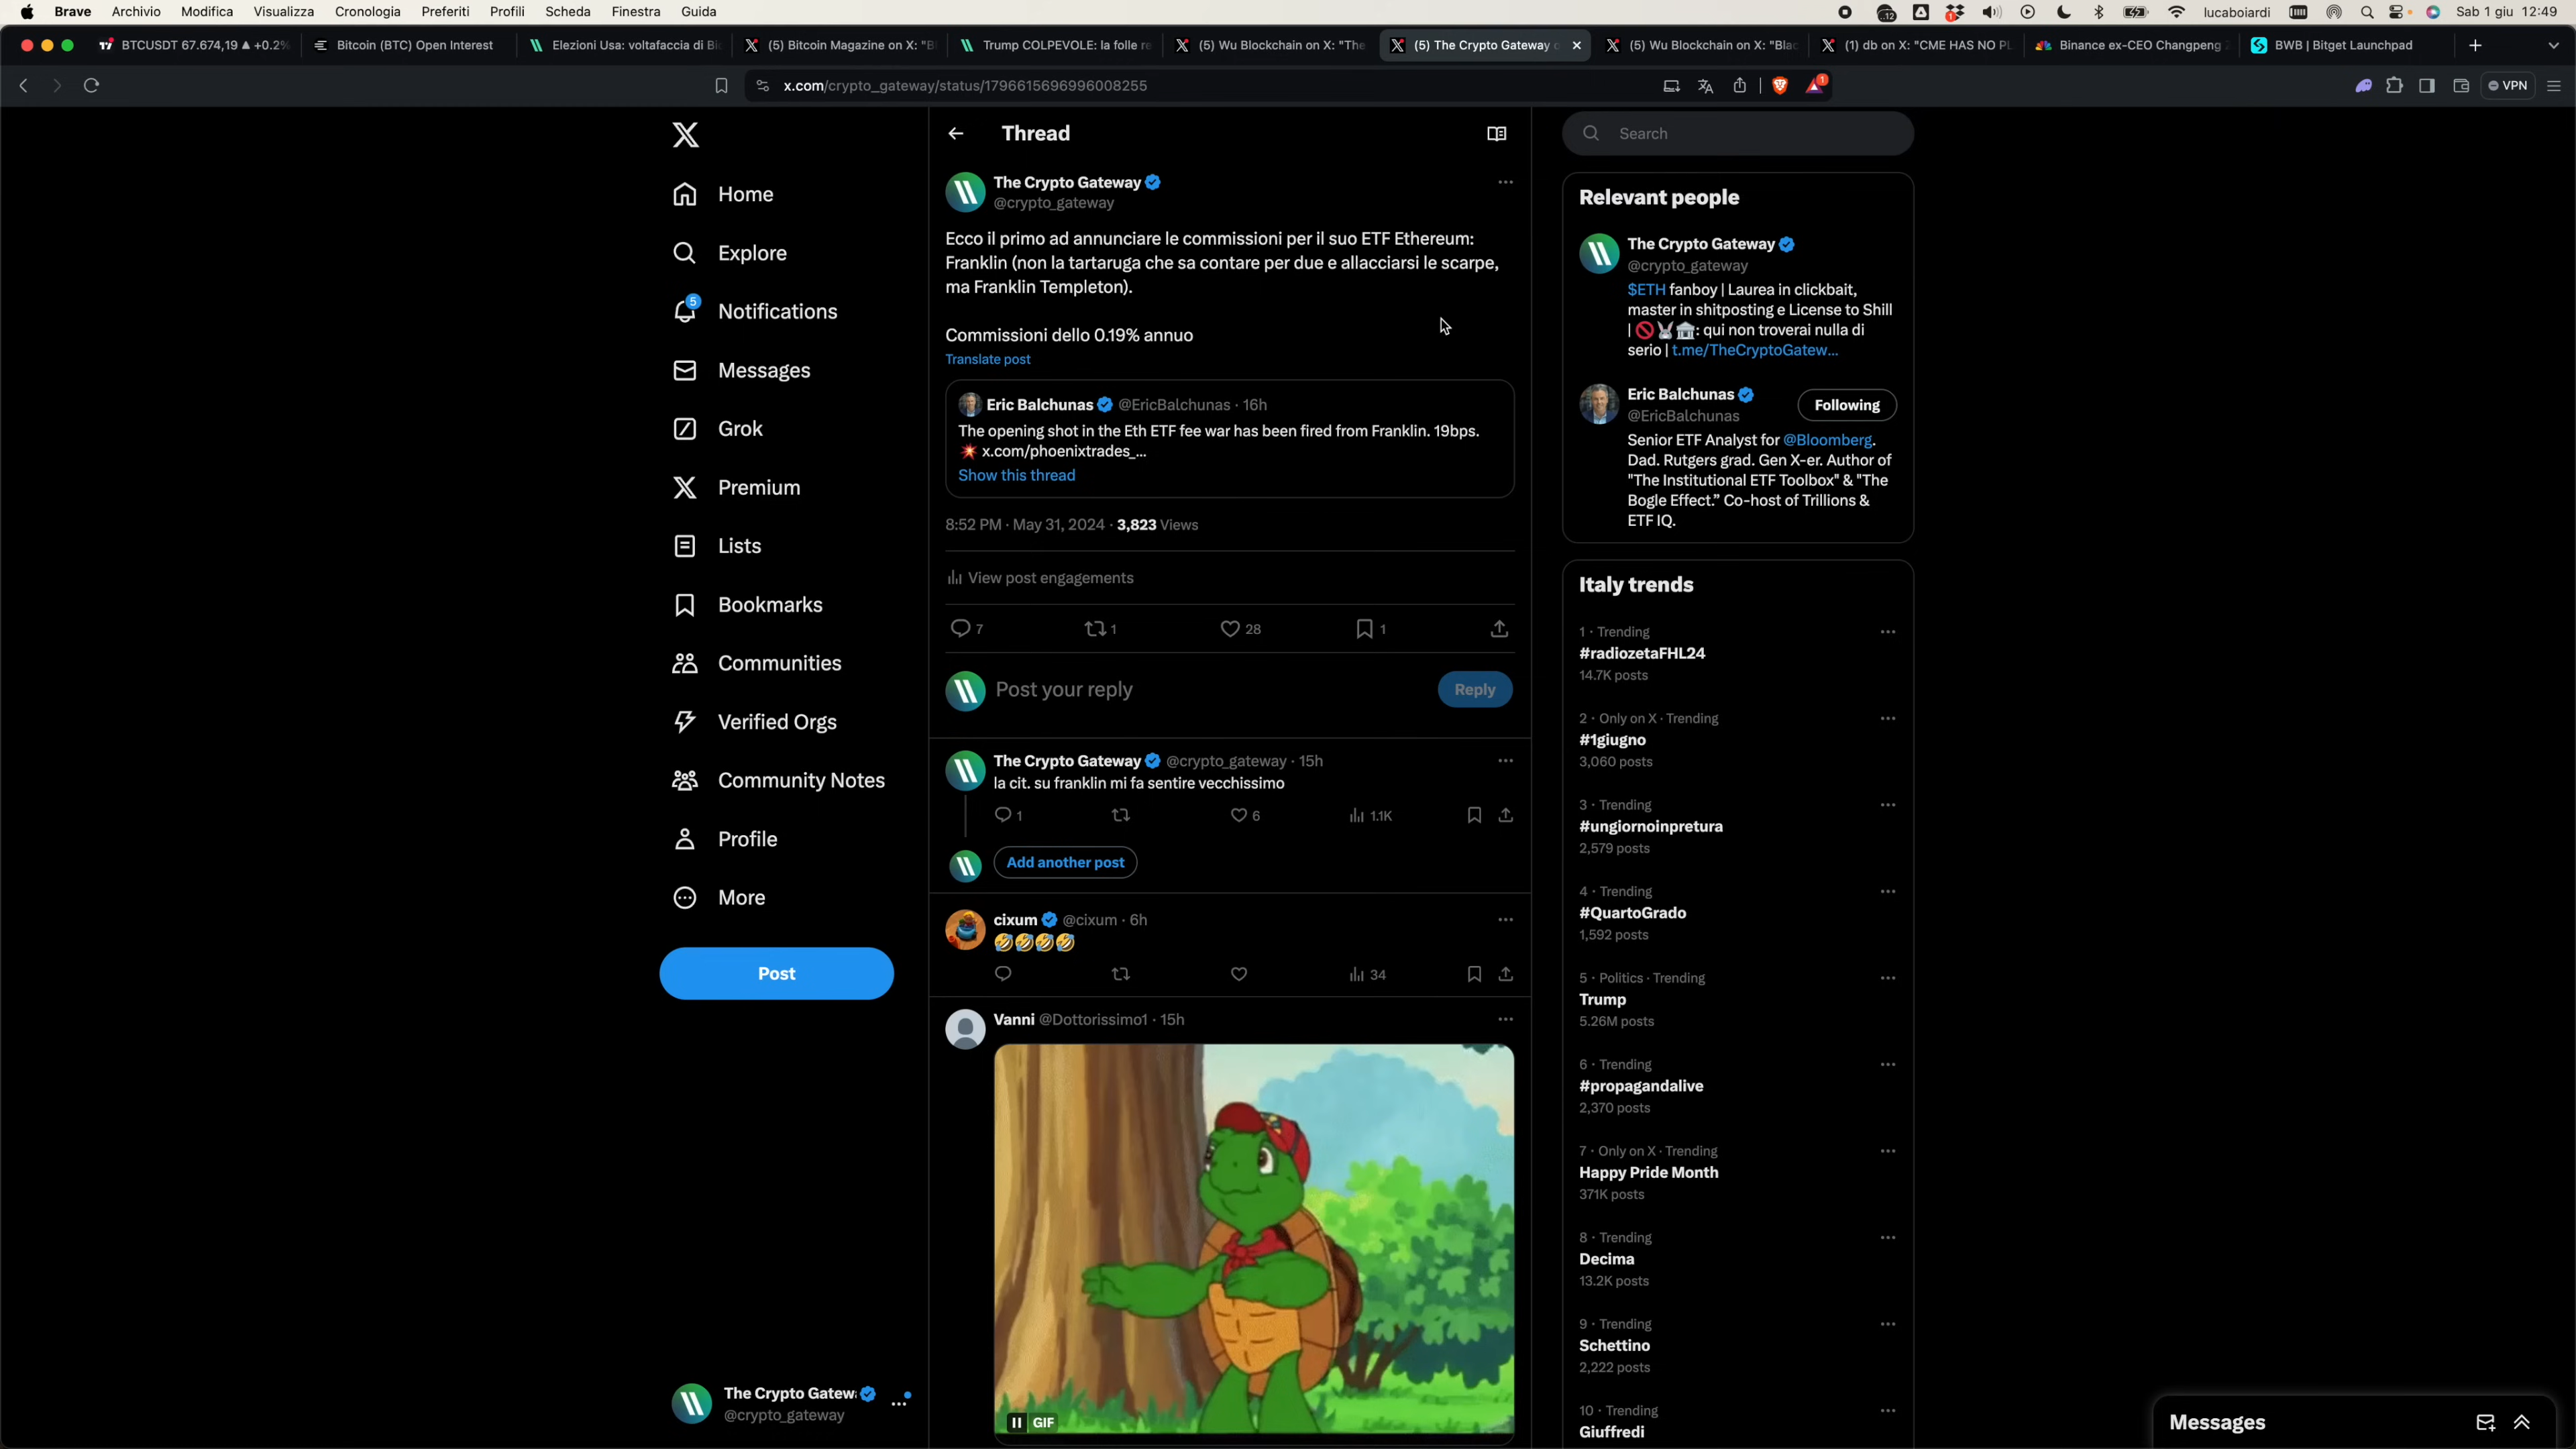 Brave Archivio Modifica Visualizza Cronologia Preferiti Profili Scheda Finestra Guida
12
1
lucaboiardi
Sab 1 giu 12:49
BTCUSDT 67.674,19 ▲ +0.2%
Bitcoin (BTC) Open Interest
Elezioni Usa: voltafaccia di Bi
(5) Bitcoin Magazine on X: "B
Trump COLPEVOLE: la folle re
(5) Wu Blockchain on X: "The
(5) The Crypto Gateway o
(5) Wu Blockchain on X: "Blac
(1) db on X: "CME HAS NO PL
Binance ex-CEO Changpeng Z
BWB | Bitget Launchpad
x.com/crypto_gateway/status/1796615696996008255
1
VPN
Home
Explore
5
Notifications
Messages
Grok
Premium
Lists
Bookmarks
Communities
Verified Orgs
Community Notes
Profile
More
Post
The Crypto Gatew
@crypto_gateway
Thread
The Crypto Gateway
@crypto_gateway
Ecco il primo ad annunciare le commissioni per il suo ETF Ethereum:
Franklin (non la tartaruga che sa contare per due e allacciarsi le scarpe,
ma Franklin Templeton).
Commissioni dello 0.19% annuo
Translate post
Eric Balchunas @EricBalchunas · 16h
The opening shot in the Eth ETF fee war has been fired from Franklin. 19bps.
💥 x.com/phoenixtrades_...
Show this thread
8:52 PM · May 31, 2024 · 3,823 Views
View post engagements
7 1 28 1
Post your reply
Reply
The Crypto Gateway @crypto_gateway · 15h
la cit. su franklin mi fa sentire vecchissimo
1 6 1.1K
Add another post
cixum @cixum · 6h
🤣🤣🤣🤣
34
Vanni @Dottorissimo1 · 15h
GIF
Search
Relevant people
The Crypto Gateway
@crypto_gateway
$ETH fanboy | Laurea in clickbait,
master in shitposting e License to Shill
| 🚫🐰🏛️: qui non troverai nulla di
serio | t.me/TheCryptoGatew...
Eric Balchunas
@EricBalchunas
Following
Senior ETF Analyst for @Bloomberg.
Dad. Rutgers grad. Gen X-er. Author of
"The Institutional ETF Toolbox" & "The
Bogle Effect.” Co-host of Trillions &
ETF IQ.
Italy trends
1 · Trending
#radiozetaFHL24
14.7K posts
2 · Only on X · Trending
#1giugno
3,060 posts
3 · Trending
#ungiornoinpretura
2,579 posts
4 · Trending
#QuartoGrado
1,592 posts
5 · Politics · Trending
Trump
5.26M posts
6 · Trending
#propagandalive
2,370 posts
7 · Only on X · Trending
Happy Pride Month
371K posts
8 · Trending
Decima
13.2K posts
9 · Trending
Schettino
2,222 posts
10 · Trending
Giuffredi
Messages